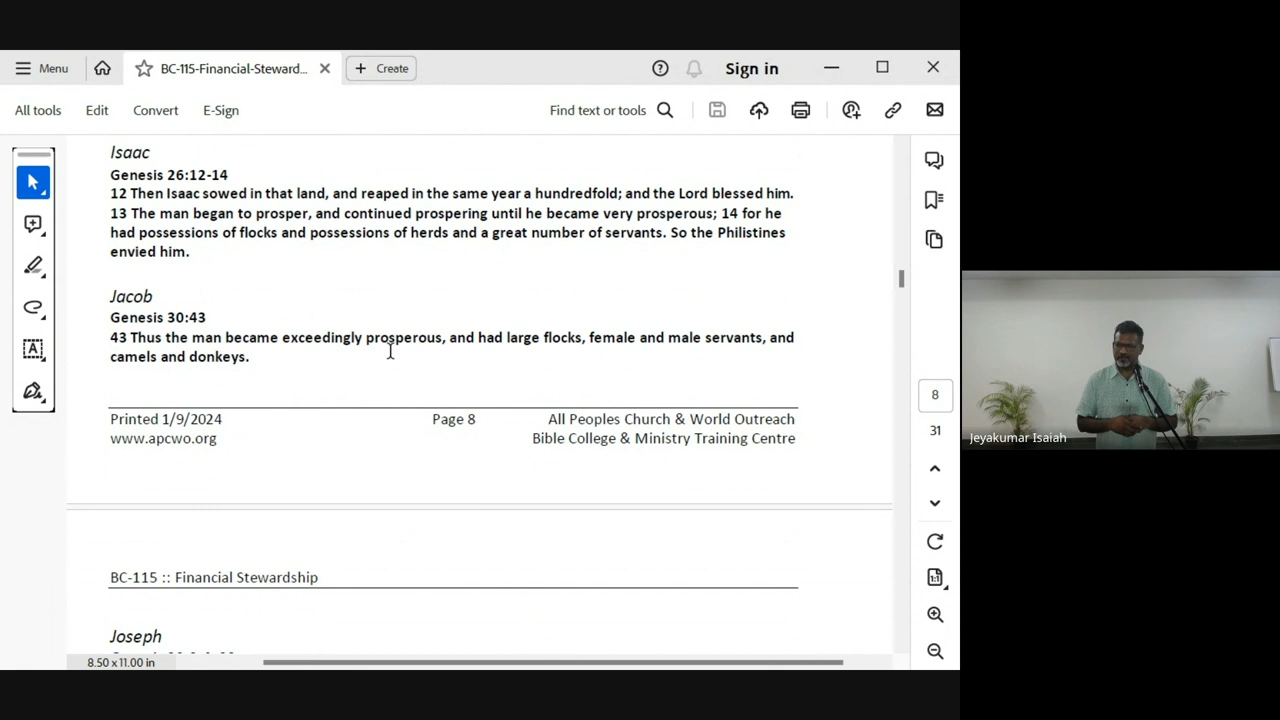 Menu
BC-115-Financial-Steward...
Create
Sign in
All tools
Edit
Convert
E-Sign
Find text or tools
Isaac
Genesis 26:12-14
12 Then Isaac sowed in that land, and reaped in the same year a hundredfold; and the Lord blessed him.
13 The man began to prosper, and continued prospering until he became very prosperous; 14 for he
had possessions of flocks and possessions of herds and a great number of servants. So the Philistines
envied him.
Jacob
Genesis 30:43
43 Thus the man became exceedingly prosperous, and had large flocks, female and male servants, and
camels and donkeys.
Printed 1/9/2024 Page 8 All Peoples Church & World Outreach
www.apcwo.org Bible College & Ministry Training Centre
BC-115 :: Financial Stewardship
Joseph
8.50 x 11.00 in
8
31
1:1
Jeyakumar Isaiah